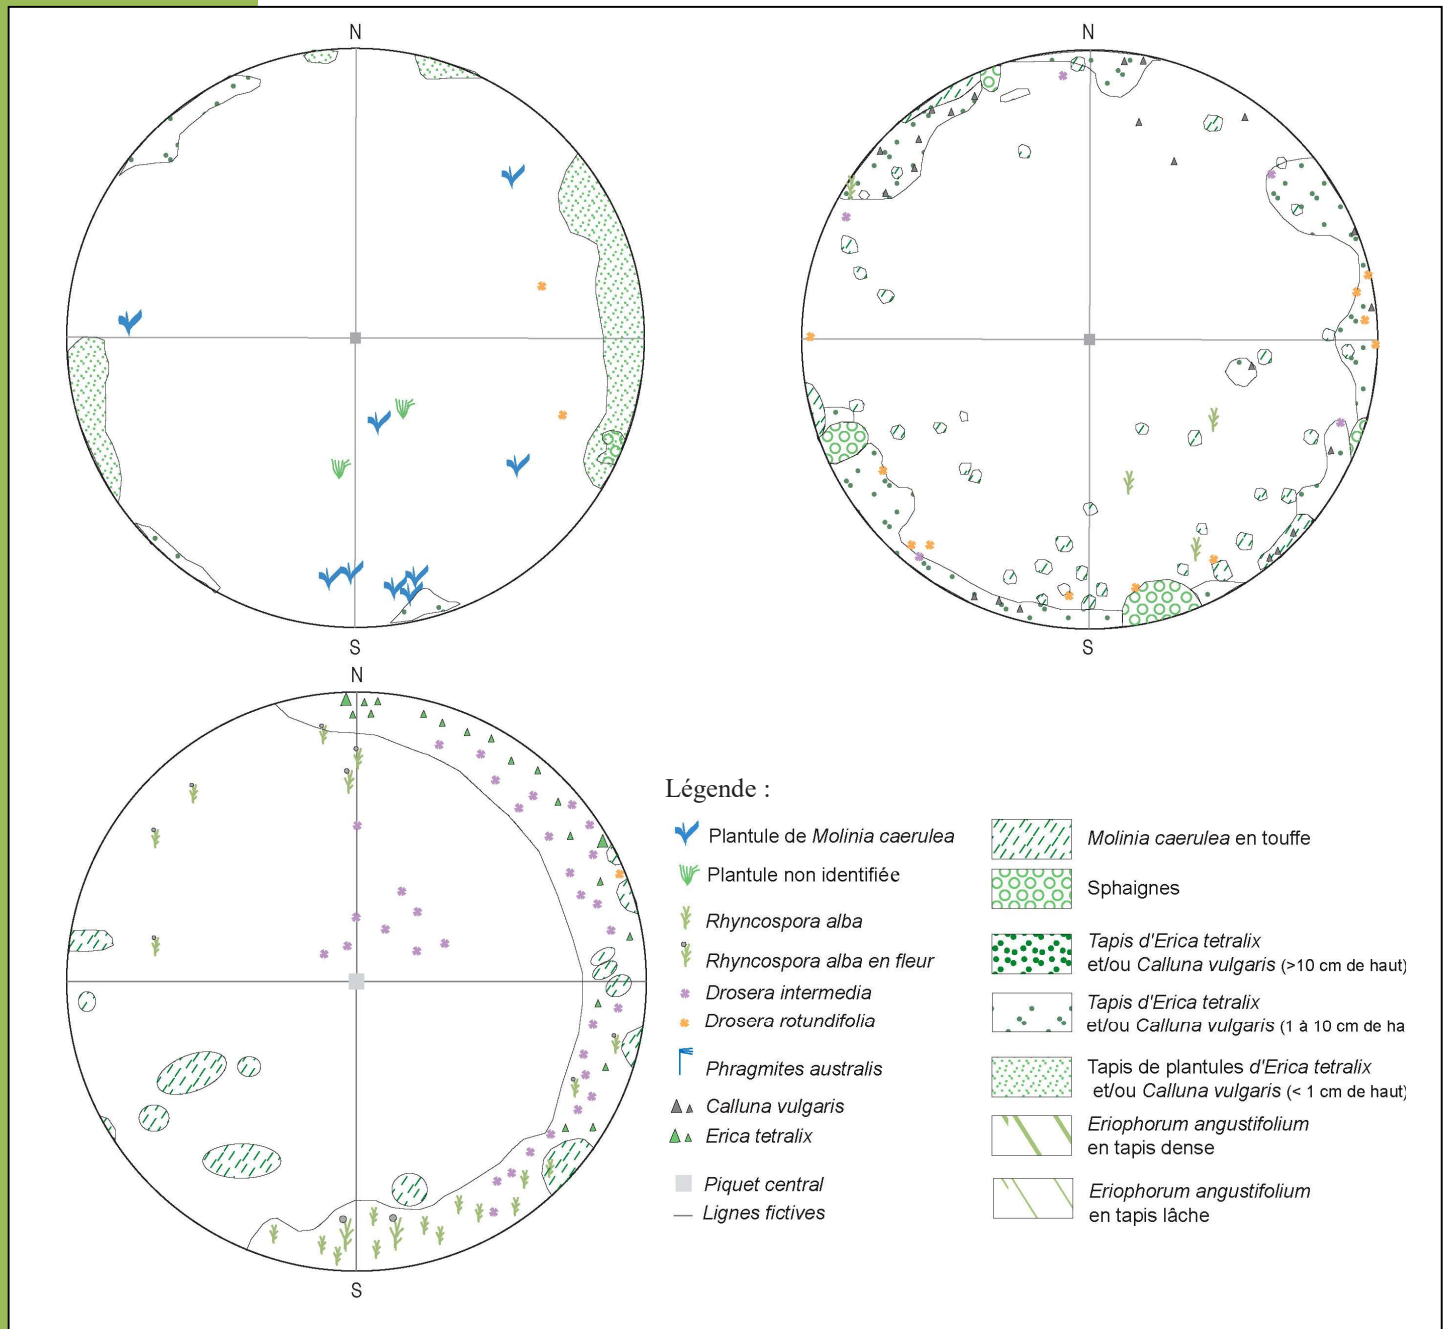 N
N
S
S
N
S
Légende :
Plantule de Molinia caerulea
Plantule non identifiée
Rhyncospora alba
Rhyncospora alba en fleur
Drosera intermedia
Drosera rotundifolia
Phragmites australis
Calluna vulgaris
Erica tetralix
Piquet central
Lignes fictives
Molinia caerulea en touffe
Sphaignes
Tapis d'Erica tetralix
et/ou Calluna vulgaris (>10 cm de haut)
Tapis d'Erica tetralix
et/ou Calluna vulgaris (1 à 10 cm de ha
Tapis de plantules d'Erica tetralix
et/ou Calluna vulgaris (< 1 cm de haut)
Eriophorum angustifolium
en tapis dense
Eriophorum angustifolium
en tapis lâche